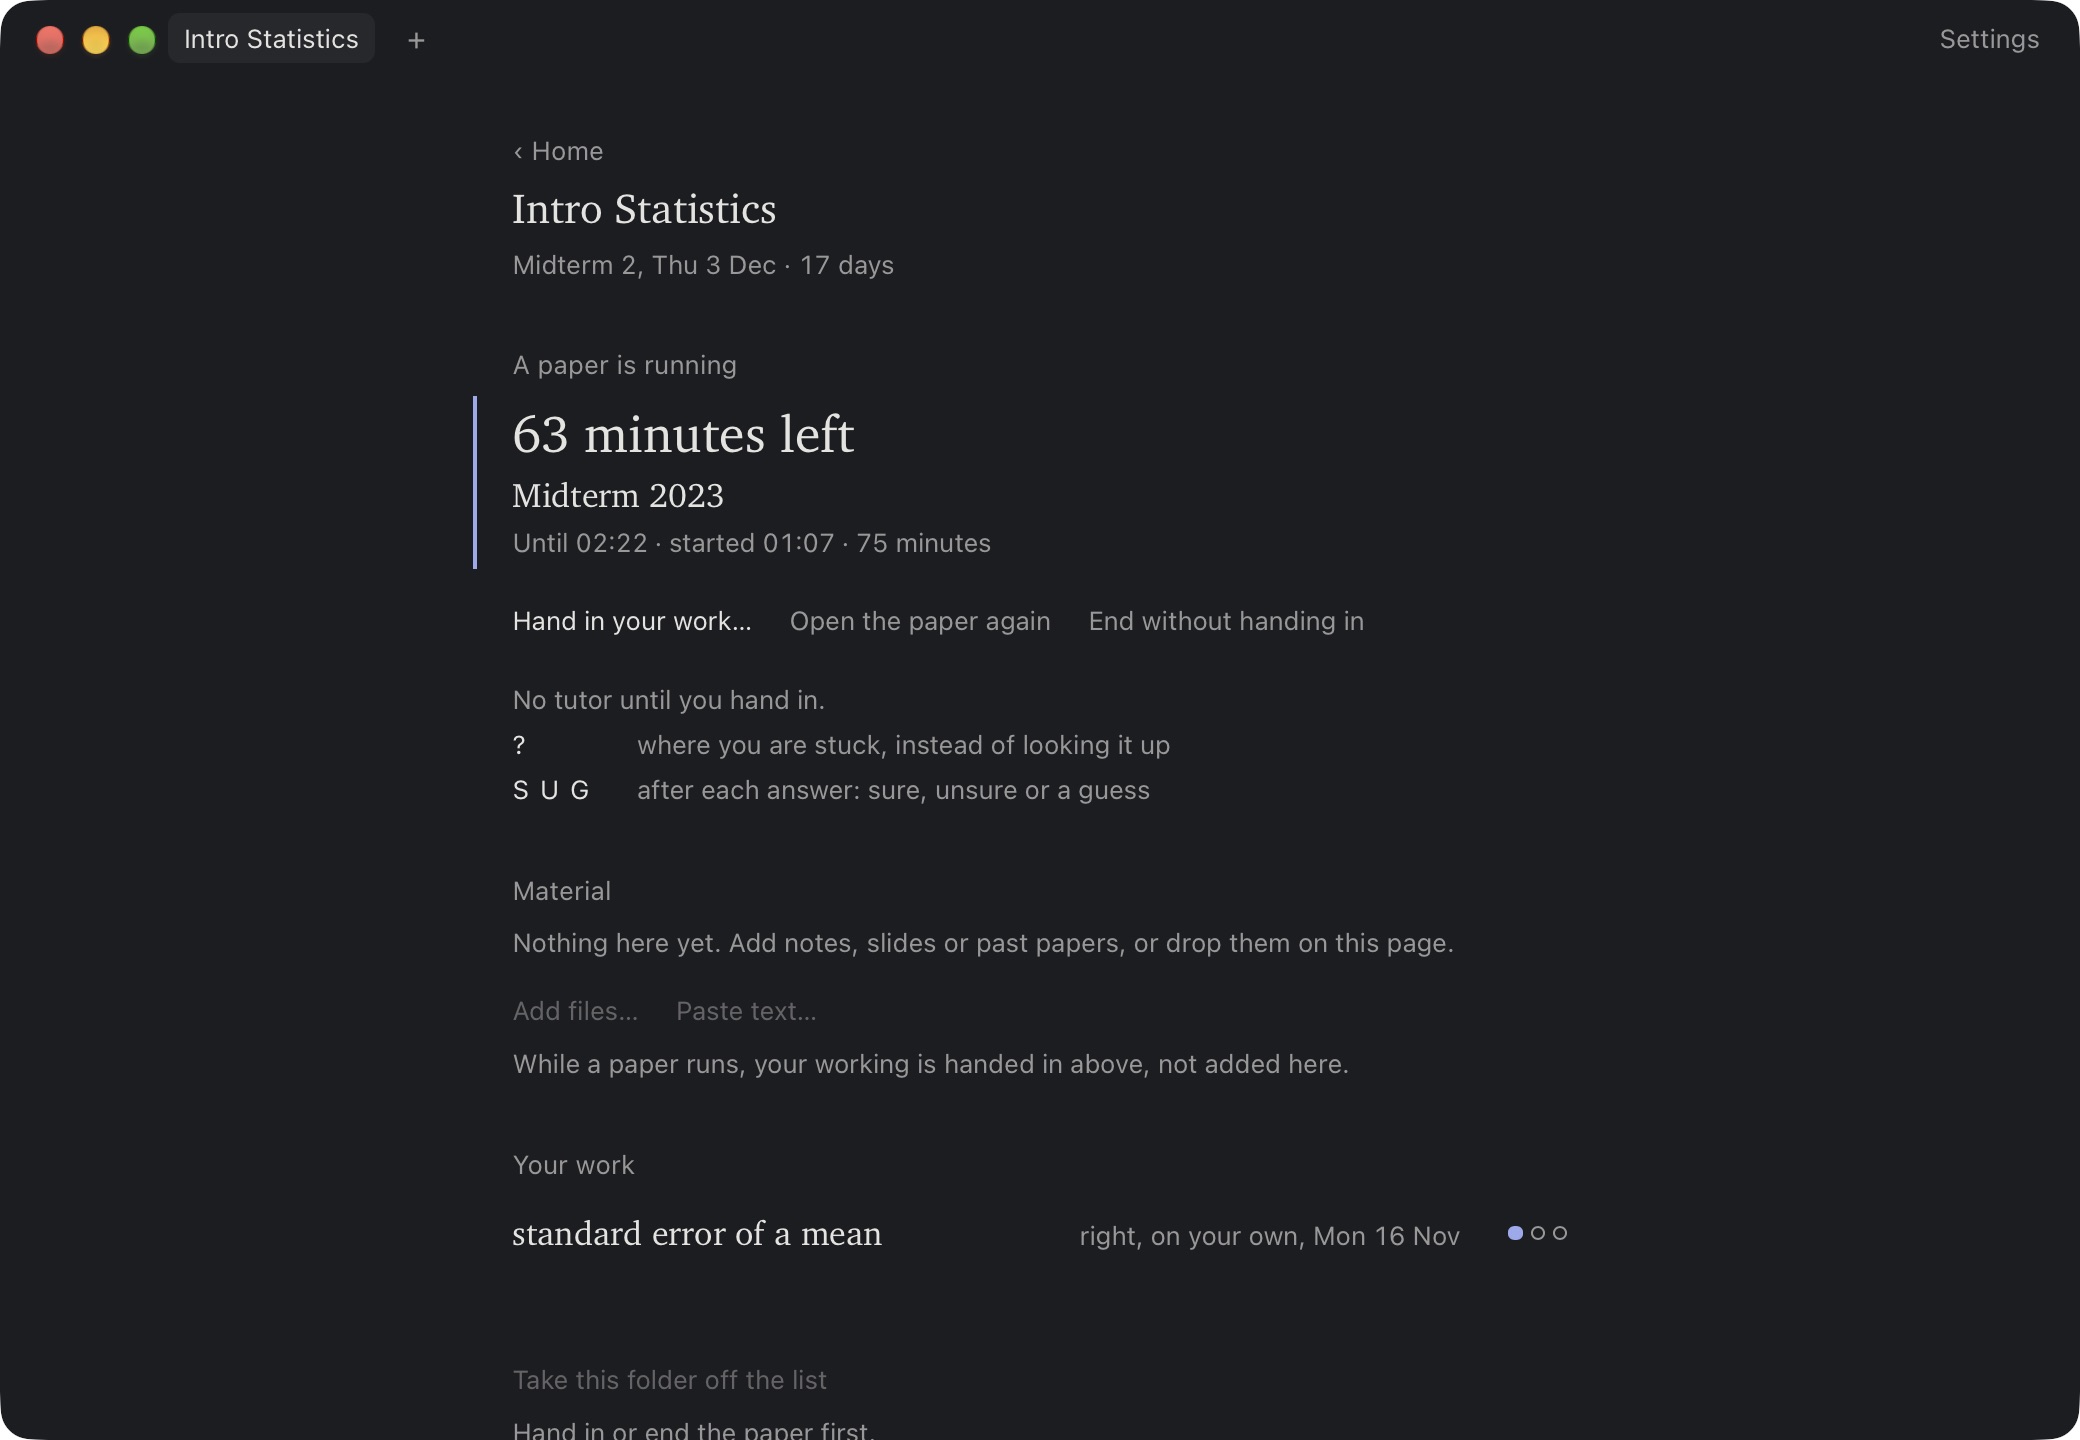 Intro Statistics +
Settings
‹ Home
Intro Statistics
Midterm 2, Thu 3 Dec · 17 days
A paper is running
63 minutes left
Midterm 2023
Until 02:22 · started 01:07 · 75 minutes
Hand in your work... Open the paper again End without handing in
No tutor until you hand in.
? where you are stuck, instead of looking it up
S U G after each answer: sure, unsure or a guess
Material
Nothing here yet. Add notes, slides or past papers, or drop them on this page.
Add files... Paste text...
While a paper runs, your working is handed in above, not added here.
Your work
standard error of a mean right, on your own, Mon 16 Nov
Take this folder off the list
Hand in or end the paper first.